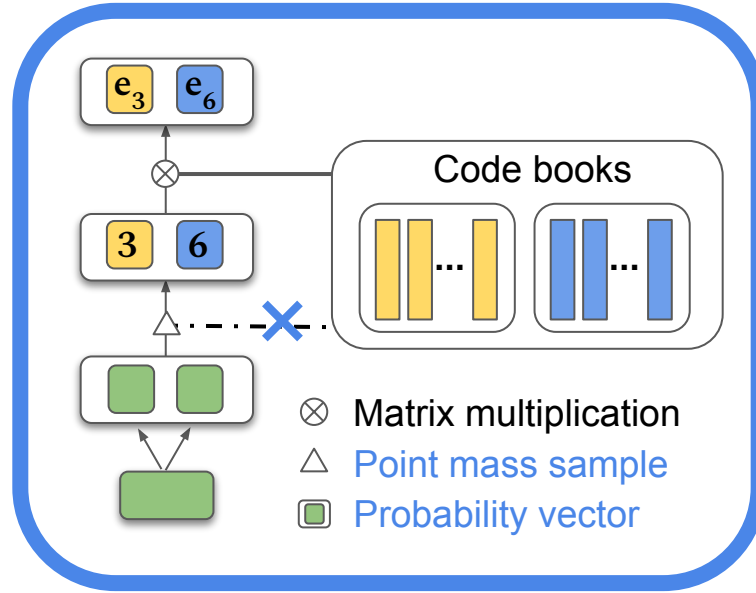 e₃ e₆
Code books
... ...
3 6
Matrix multiplication
Point mass sample
Probability vector